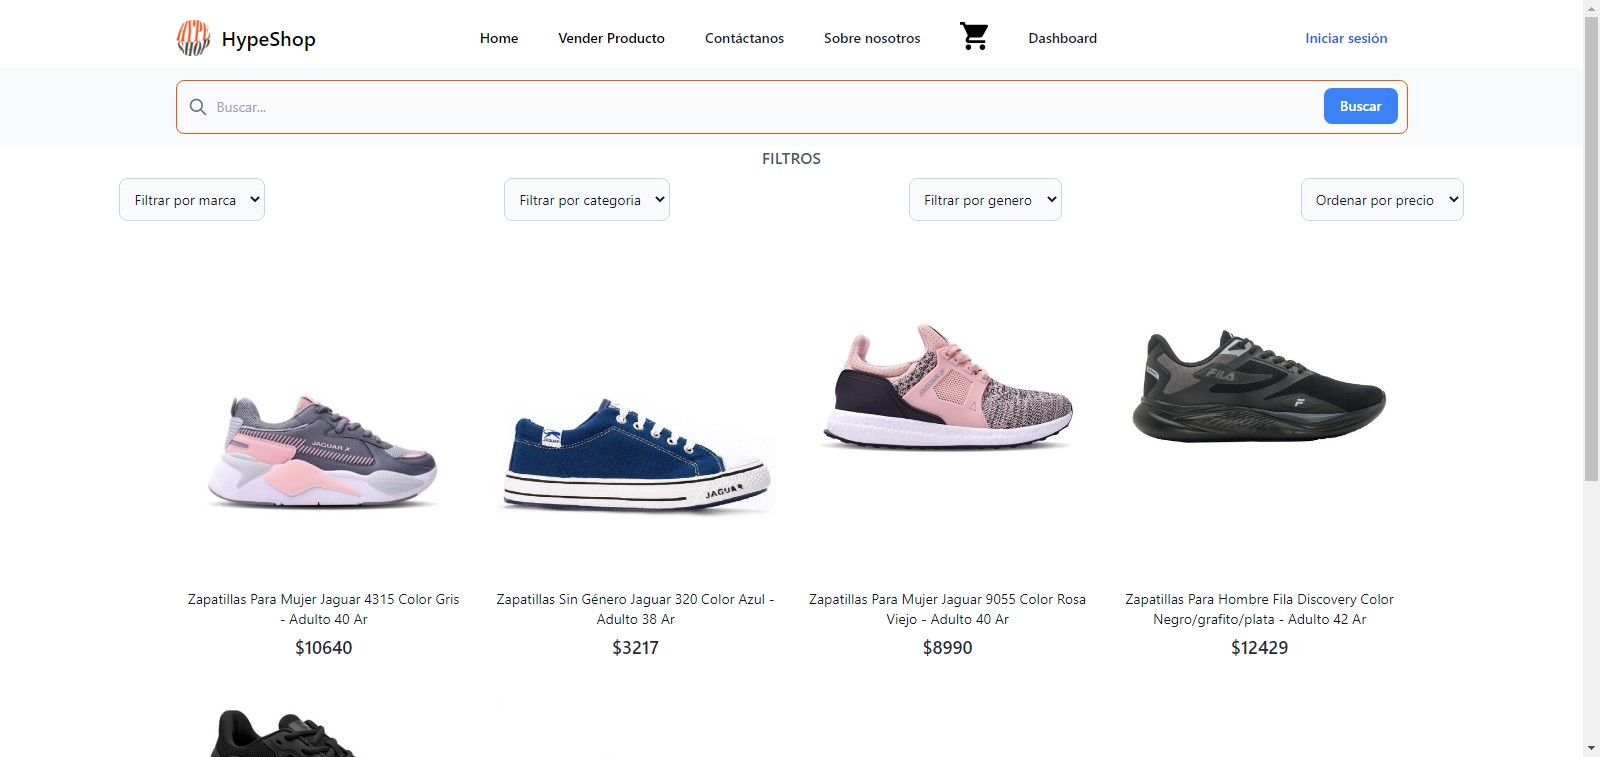 HYPE
SHOP
HypeShop
Home
Vender Producto
Contáctanos
Sobre nosotros
Dashboard
Iniciar sesión
Buscar...
Buscar
FILTROS
Filtrar por marca
Filtrar por categoria
Filtrar por genero
Ordenar por precio
JAGUAR X
JAGUAR
JAGUAR
FILA
Zapatillas Para Mujer Jaguar 4315 Color Gris
- Adulto 40 Ar
$10640
Zapatillas Sin Género Jaguar 320 Color Azul -
Adulto 38 Ar
$3217
Zapatillas Para Mujer Jaguar 9055 Color Rosa
Viejo - Adulto 40 Ar
$8990
Zapatillas Para Hombre Fila Discovery Color
Negro/grafito/plata - Adulto 42 Ar
$12429